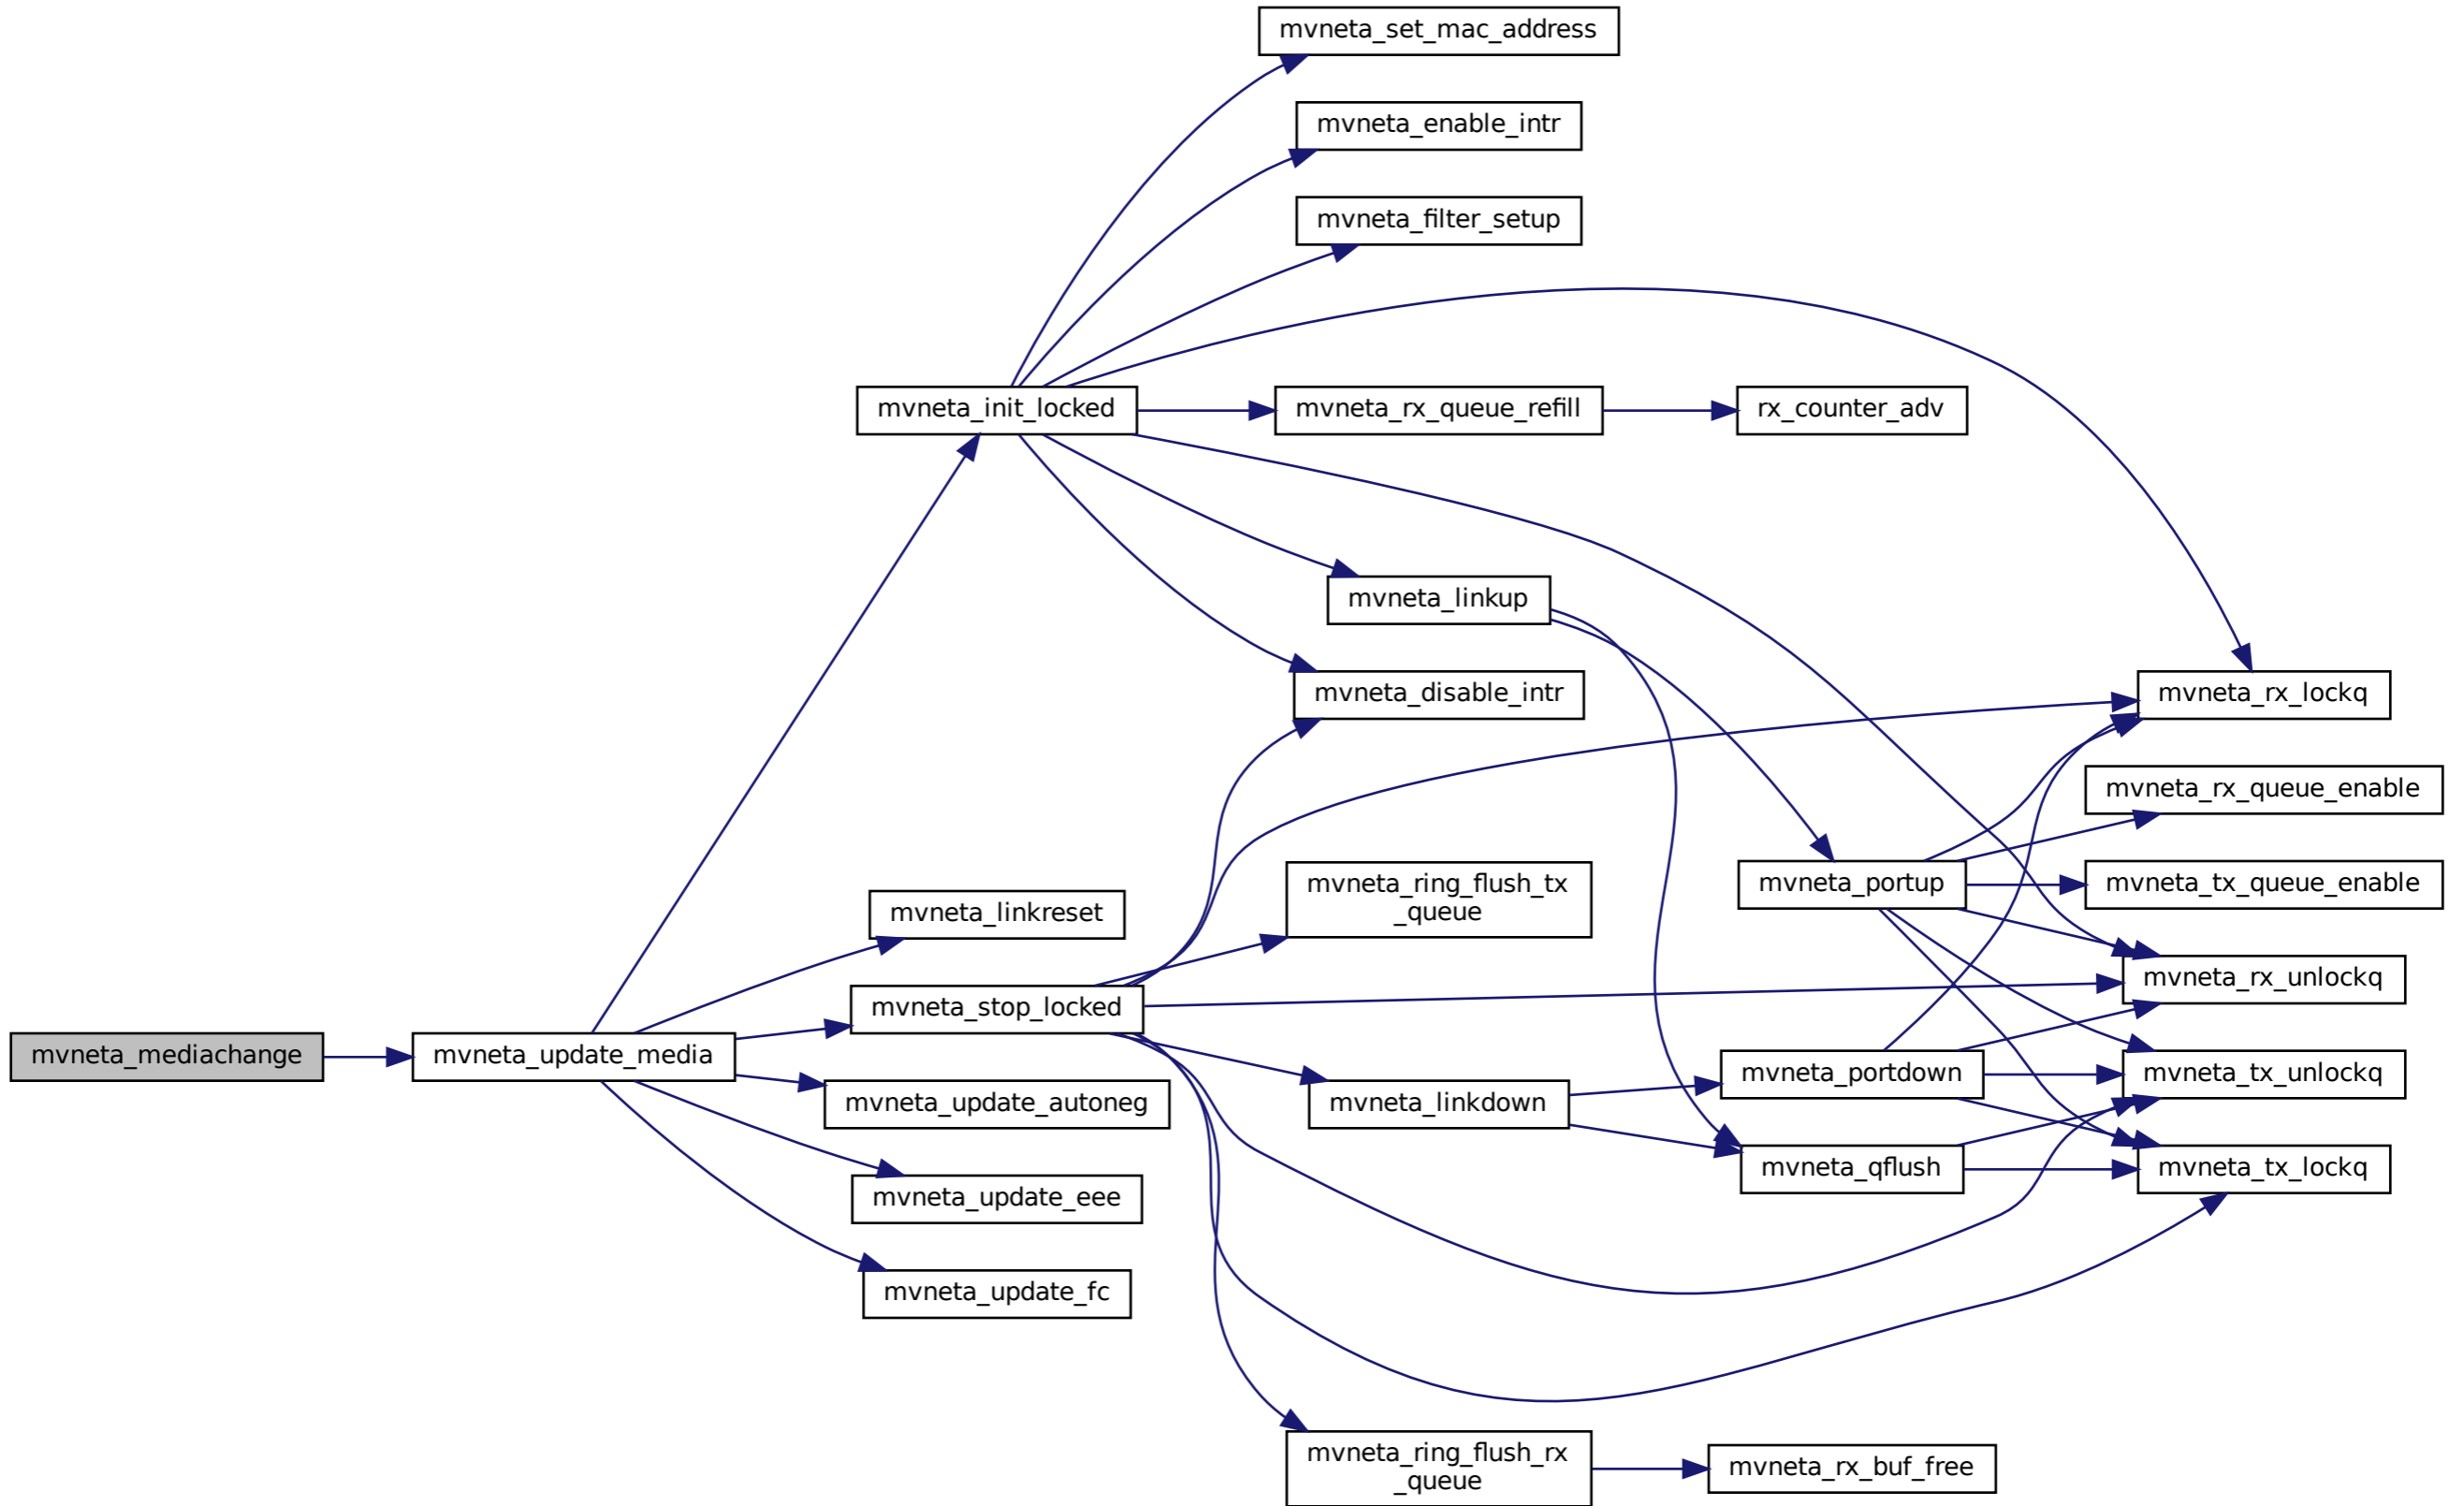 mvneta_set_mac_address
mvneta_enable_intr
mvneta_filter_setup
mvneta_init_locked
mvneta_rx_queue_refill
rx_counter_adv
mvneta_linkup
mvneta_disable_intr
mvneta_rx_lockq
mvneta_rx_queue_enable
mvneta_ring_flush_tx
_queue
mvneta_portup
mvneta_tx_queue_enable
mvneta_linkreset
mvneta_stop_locked
mvneta_rx_unlockq
mvneta_mediachange
mvneta_update_media
mvneta_update_autoneg
mvneta_linkdown
mvneta_portdown
mvneta_tx_unlockq
mvneta_qflush
mvneta_tx_lockq
mvneta_update_eee
mvneta_update_fc
mvneta_ring_flush_rx
_queue
mvneta_rx_buf_free